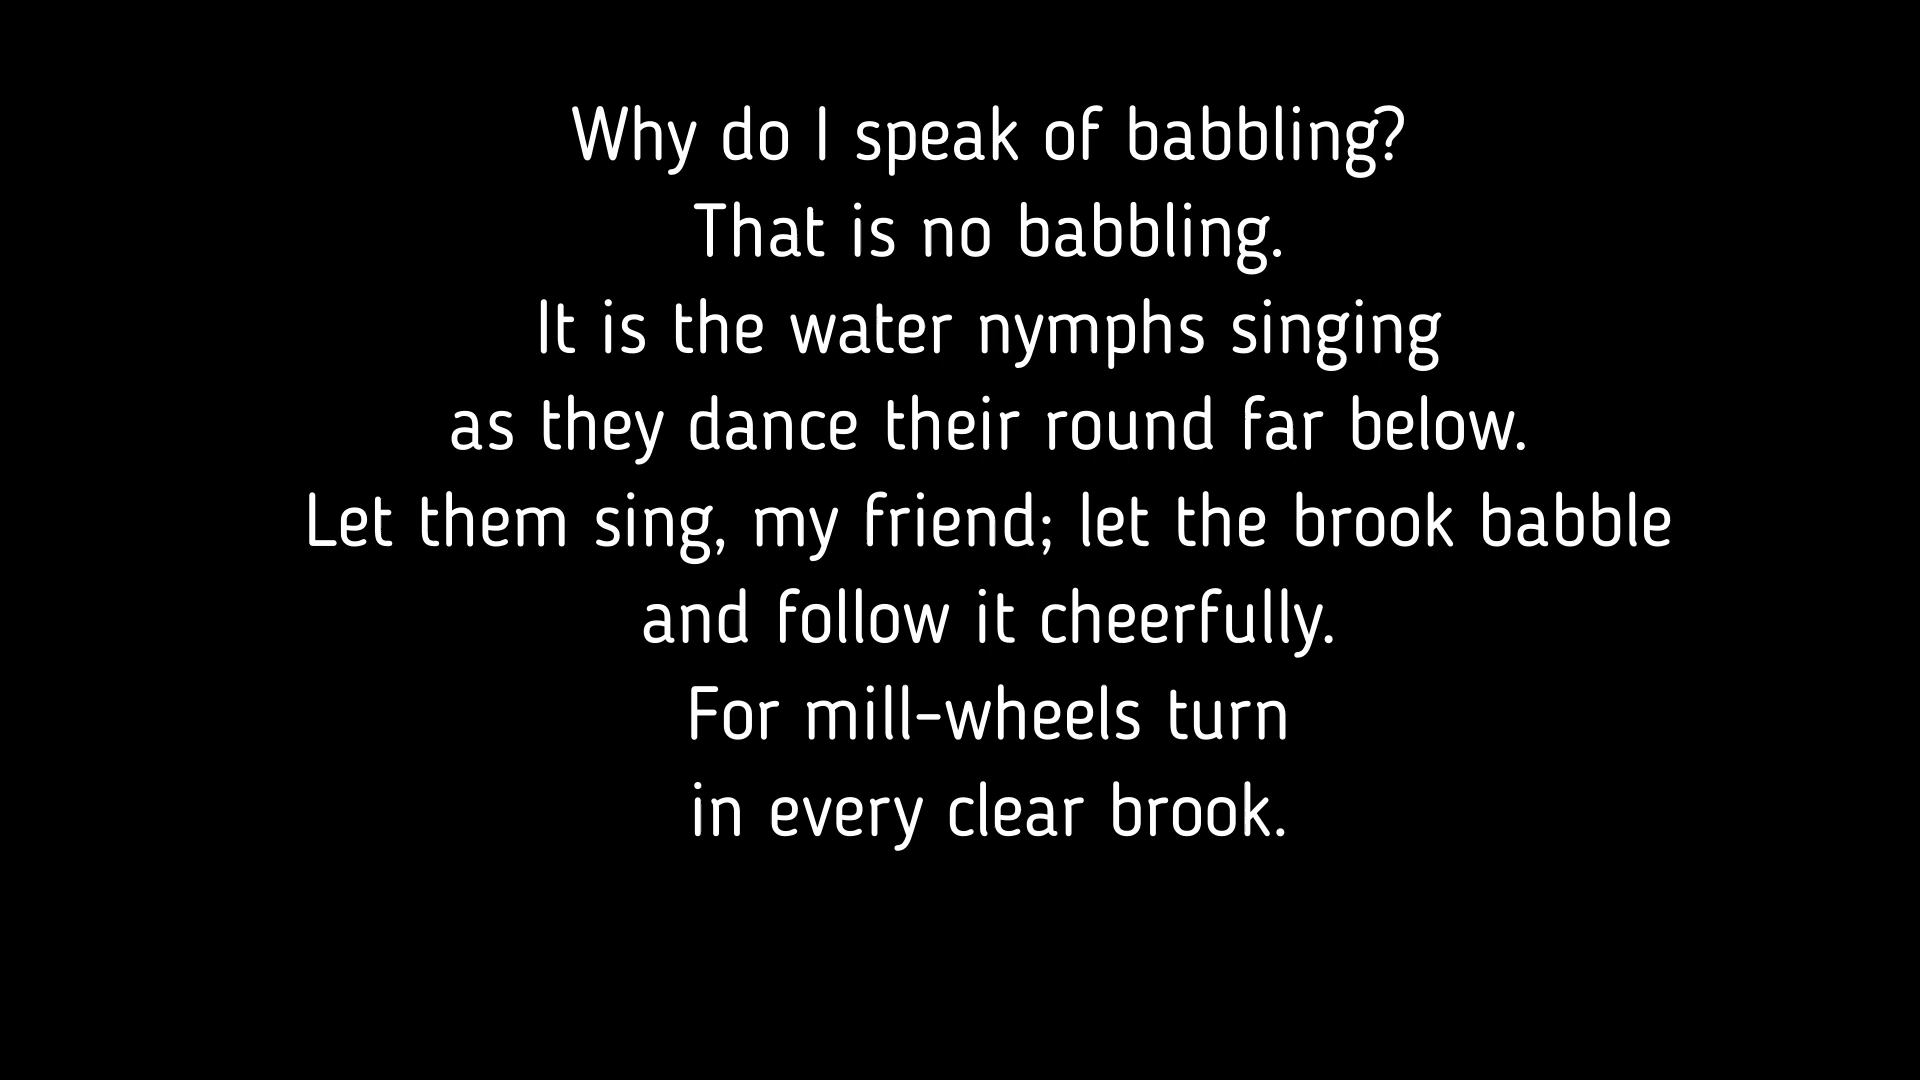 Why do I speak of babbling?
That is no babbling.
It is the water nymphs singing
as they dance their round far below.
Let them sing, my friend; let the brook babble
and follow it cheerfully.
For mill-wheels turn
in every clear brook.